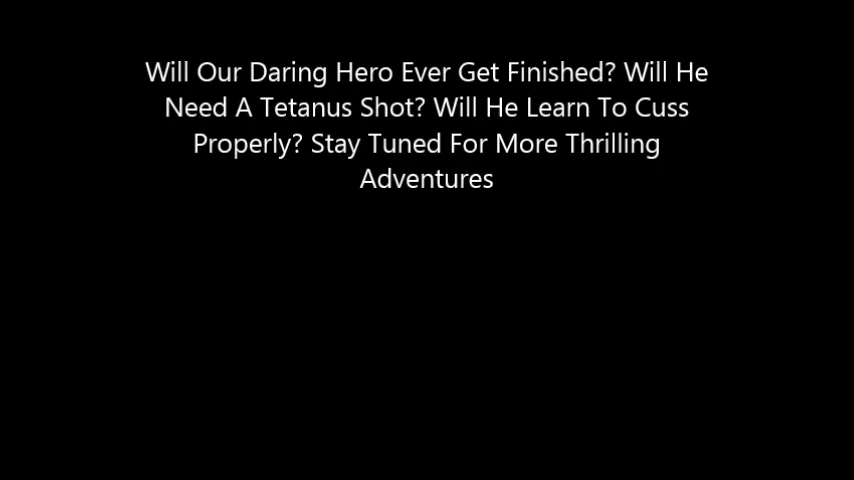 Will Our Daring Hero Ever Get Finished? Will He
Need A Tetanus Shot? Will He Learn To Cuss
Properly? Stay Tuned For More Thrilling
Adventures